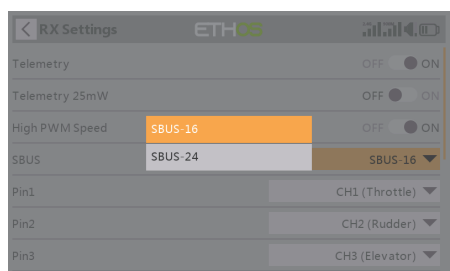 RX Settings ETHOS
Telemetry OFF ON
Telemetry 25mW OFF ON
High PWM Speed OFF ON
SBUS-16
SBUS-24
SBUS SBUS-16
Pin1 CH1 (Throttle)
Pin2 CH2 (Rudder)
Pin3 CH3 (Elevator)